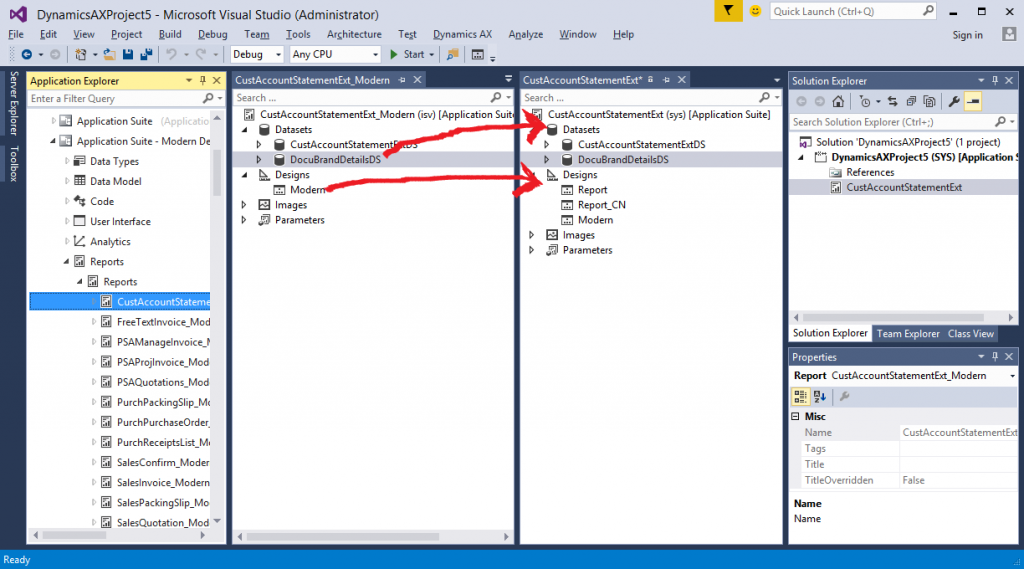 DynamicsAXProject5 - Microsoft Visual Studio (Administrator)
Quick Launch (Ctrl+Q)
File Edit View Project Build Debug Team Tools Architecture Test Dynamics AX Analyze Window Help
Sign in
Debug Any CPU Start
Server Explorer
Toolbox
Application Explorer
Enter a Filter Query
Application Suite (Applicatio
Application Suite - Modern De
Data Types
Data Model
Code
User Interface
Analytics
Reports
Reports
CustAccountStateme
FreeTextInvoice_Mod
PSAManageInvoice_M
PSAProjInvoice_Mod
PSAQuotations_Mod
PurchPackingSlip_Mo
PurchPurchaseOrder_
PurchReceiptsList_Mo
SalesConfirm_Moder
SalesInvoice_Modern
SalesPackingSlip_Mod
SalesQuotation_Mod
CustAccountStatementExt_Modern
Search ...
CustAccountStatementExt_Modern (isv) [Application Suite
Datasets
CustAccountStatementExtDS
DocuBrandDetailsDS
Designs
Modern
Images
Parameters
CustAccountStatementExt*
Search ...
CustAccountStatementExt (sys) [Application Suite]
Datasets
CustAccountStatementExtDS
DocuBrandDetailsDS
Designs
Report
Report_CN
Modern
Images
Parameters
Solution Explorer
Search Solution Explorer (Ctrl+;)
Solution 'DynamicsAXProject5' (1 project)
DynamicsAXProject5 (SYS) [Application S
References
CustAccountStatementExt
Solution Explorer Team Explorer Class View
Properties
Report CustAccountStatementExt_Modern
Misc
Name CustAccountStatementExt
Tags
Title
TitleOverridden False
Name
Name
Ready